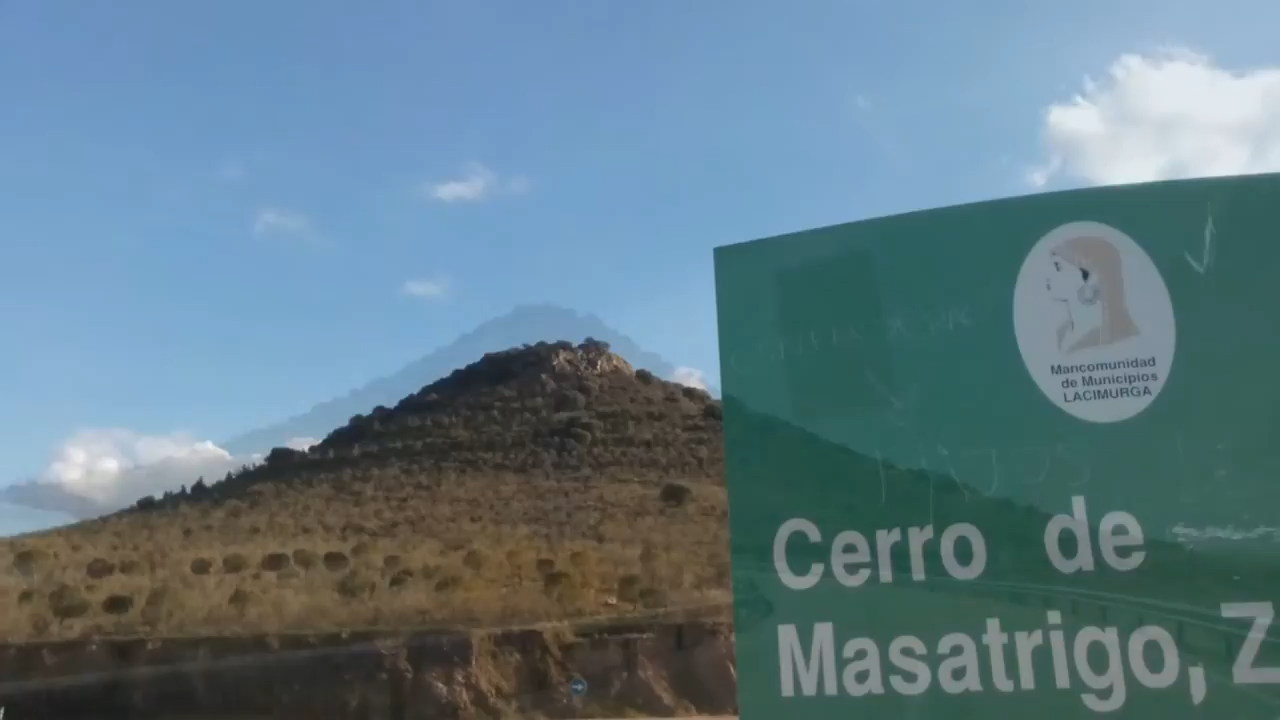 Mancomunidad
de Municipios
LACIMURGA
Cerro de
Masatrigo, Z